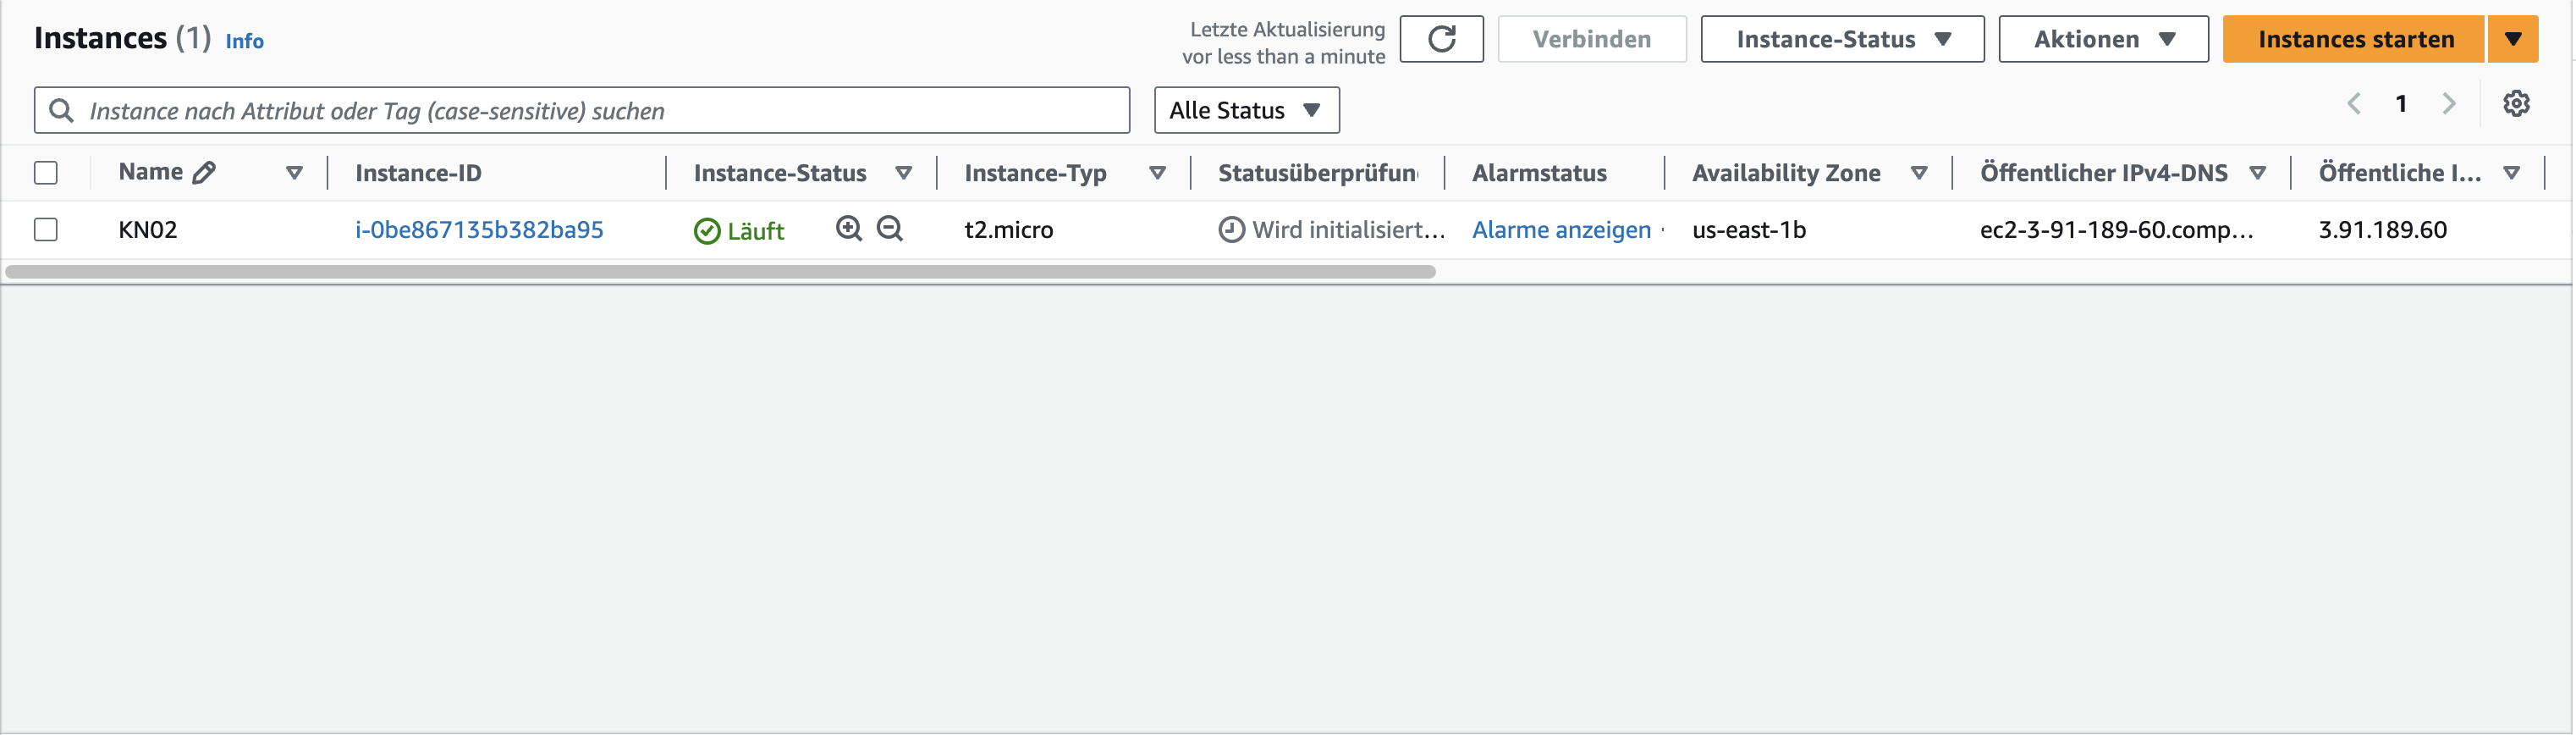 Instances (1) Info
Letzte Aktualisierung
vor less than a minute
Verbinden
Instance-Status
Aktionen
Instances starten
Instance nach Attribut oder Tag (case-sensitive) suchen
Alle Status
1
Name Instance-ID Instance-Status Instance-Typ Statusüberprüfun Alarmstatus Availability Zone Öffentlicher IPv4-DNS Öffentliche I...
KN02 i-0be867135b382ba95 Läuft t2.micro Wird initialisiert... Alarme anzeigen us-east-1b ec2-3-91-189-60.comp... 3.91.189.60